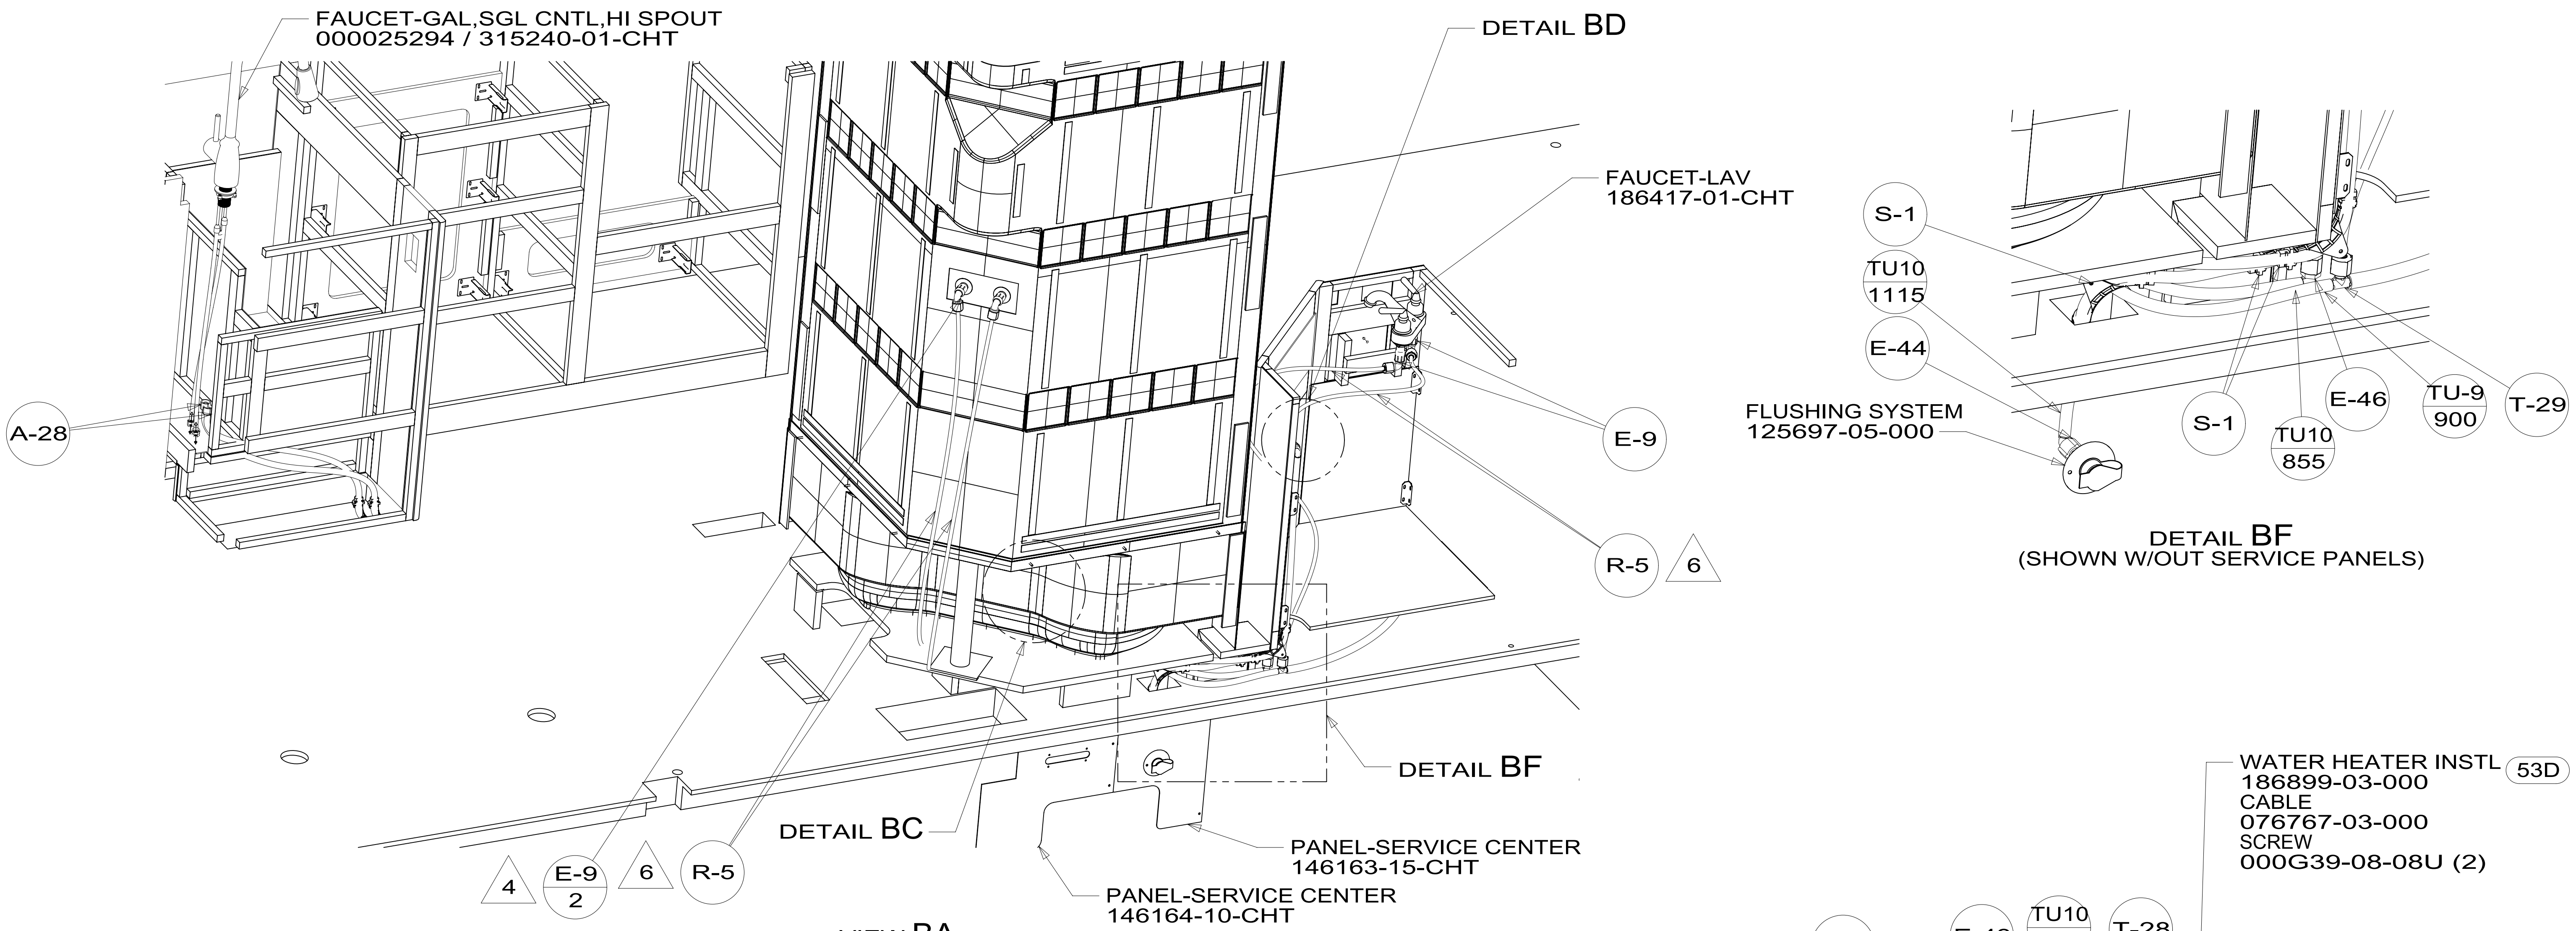 FAUCET-GAL,SGL CNTL,HI SPOUT
000025294 / 315240-01-CHT
DETAIL BD
FAUCET-LAV
186417-01-CHT
A-28
E-9
R-5
6
4
E-9
2
6
R-5
DETAIL BC
DETAIL BF
PANEL-SERVICE CENTER
146163-15-CHT
PANEL-SERVICE CENTER
146164-10-CHT
VIEW BA
S-1
TU10
1115
E-44
FLUSHING SYSTEM
125697-05-000
S-1
TU10
855
E-46
TU-9
900
T-29
DETAIL BF
(SHOWN W/OUT SERVICE PANELS)
WATER HEATER INSTL
53D
186899-03-000
CABLE
076767-03-000
SCREW
000G39-08-08U (2)
TU10
T-28